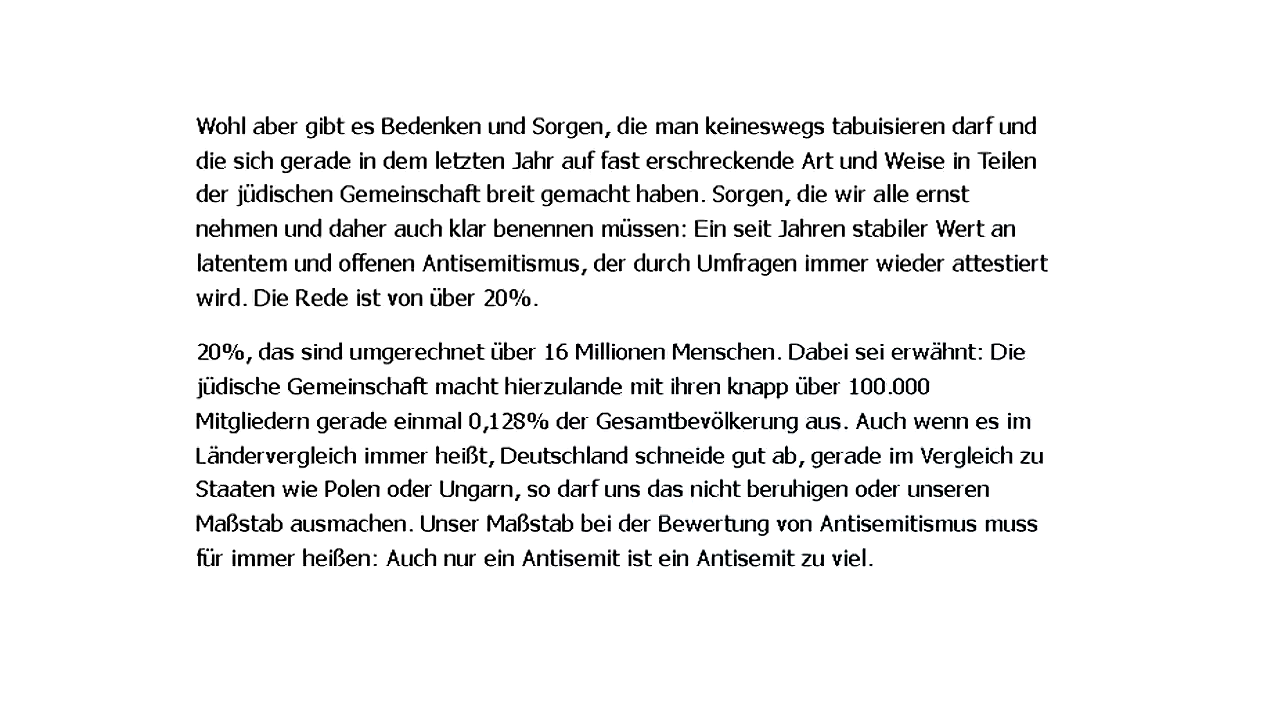 Wohl aber gibt es Bedenken und Sorgen, die man keineswegs tabuisieren darf und
die sich gerade in dem letzten Jahr auf fast erschreckende Art und Weise in Teilen
der jüdischen Gemeinschaft breit gemacht haben. Sorgen, die wir alle ernst
nehmen und daher auch klar benennen müssen: Ein seit Jahren stabiler Wert an
latentem und offenen Antisemitismus, der durch Umfragen immer wieder attestiert
wird. Die Rede ist von über 20%.
20%, das sind umgerechnet über 16 Millionen Menschen. Dabei sei erwähnt: Die
jüdische Gemeinschaft macht hierzulande mit ihren knapp über 100.000
Mitgliedern gerade einmal 0,128% der Gesamtbevölkerung aus. Auch wenn es im
Ländervergleich immer heißt, Deutschland schneide gut ab, gerade im Vergleich zu
Staaten wie Polen oder Ungarn, so darf uns das nicht beruhigen oder unseren
Maßstab ausmachen. Unser Maßstab bei der Bewertung von Antisemitismus muss
für immer heißen: Auch nur ein Antisemit ist ein Antisemit zu viel.